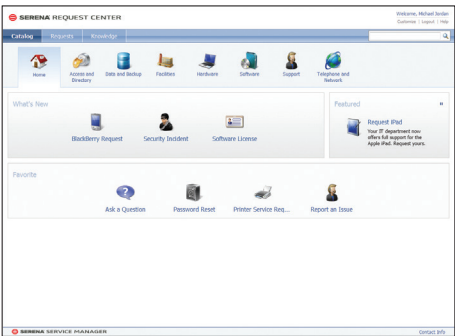 SERENA REQUEST CENTER
Welcome, Michael Jordan
Customize | Logout | Help
Catalog Requests Knowledge
Home
Access and Directory
Data and Backup
Facilities
Hardware
Software
Support
Telephone and Network
What's New
BlackBerry Request
Security Incident
Software License
Featured
Request iPad
Your IT department now
offers full support for the
Apple iPad. Request yours.
Favorite
Ask a Question
Password Reset
Printer Service Req...
Report an Issue
SERENA SERVICE MANAGER
Contact Info